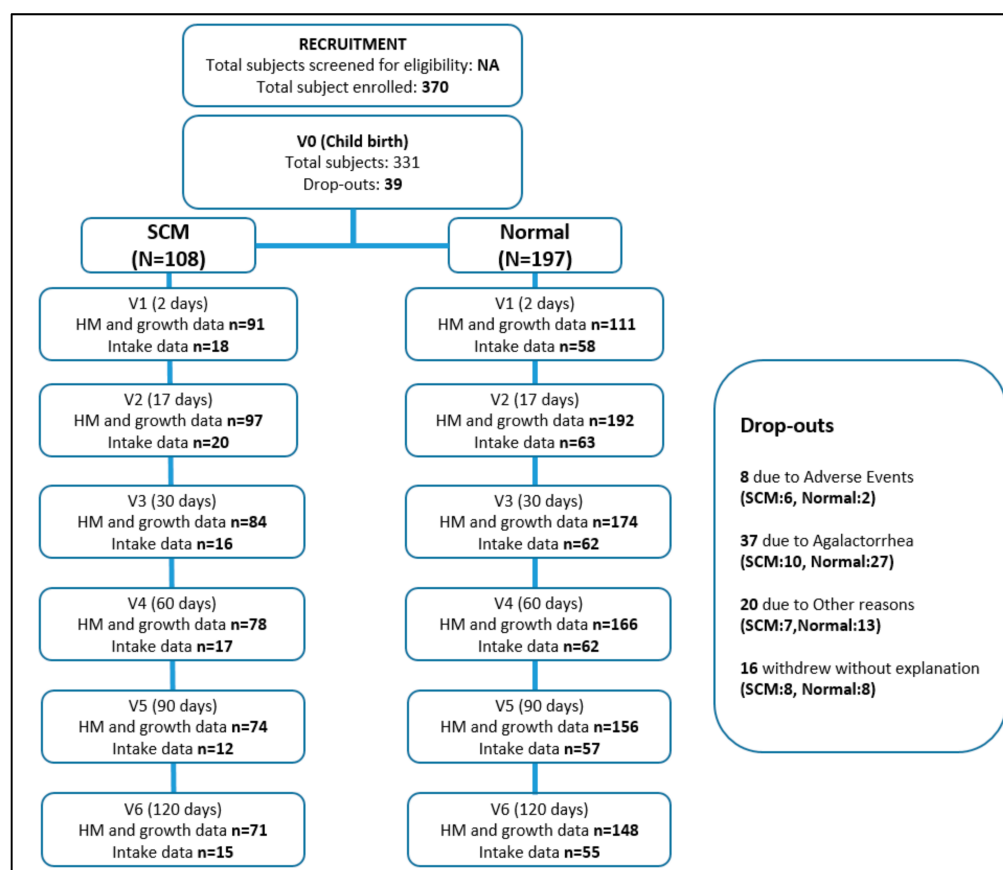 RECRUITMENT
Total subjects screened for eligibility: NA
Total subject enrolled: 370
V0 (Child birth)
Total subjects: 331
Drop-outs: 39
SCM
(N=108)
Normal
(N=197)
V1 (2 days)
HM and growth data n=91
Intake data n=18
V1 (2 days)
HM and growth data n=111
Intake data n=58
V2 (17 days)
HM and growth data n=97
Intake data n=20
V2 (17 days)
HM and growth data n=192
Intake data n=63
V3 (30 days)
HM and growth data n=84
Intake data n=16
V3 (30 days)
HM and growth data n=174
Intake data n=62
V4 (60 days)
HM and growth data n=78
Intake data n=17
V4 (60 days)
HM and growth data n=166
Intake data n=62
V5 (90 days)
HM and growth data n=74
Intake data n=12
V5 (90 days)
HM and growth data n=156
Intake data n=57
V6 (120 days)
HM and growth data n=71
Intake data n=15
V6 (120 days)
HM and growth data n=148
Intake data n=55
Drop-outs
8 due to Adverse Events
(SCM:6, Normal:2)
37 due to Agalactorrhea
(SCM:10, Normal:27)
20 due to Other reasons
(SCM:7,Normal:13)
16 withdrew without explanation
(SCM:8, Normal:8)